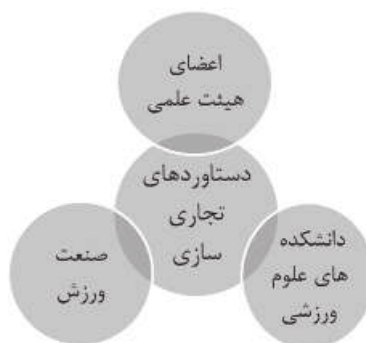 اعضای
هیئت علمی
دستاوردهای
تجاری
سازی
دانشکده
های علوم
ورزشی
صنعت
ورزش